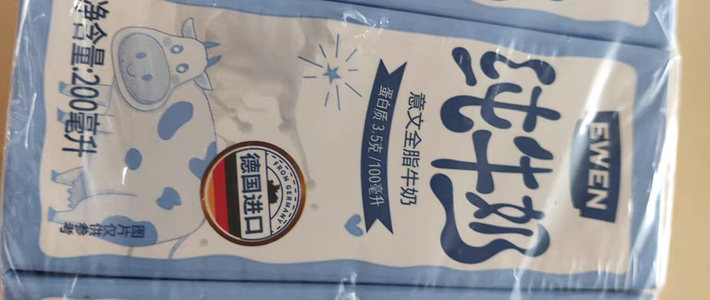 EWEN
纯牛奶
意文全脂牛奶
蛋白质 3.5克/100毫升
FROM GERMANY
德国进口
净含量:200毫升
图片仅供参考